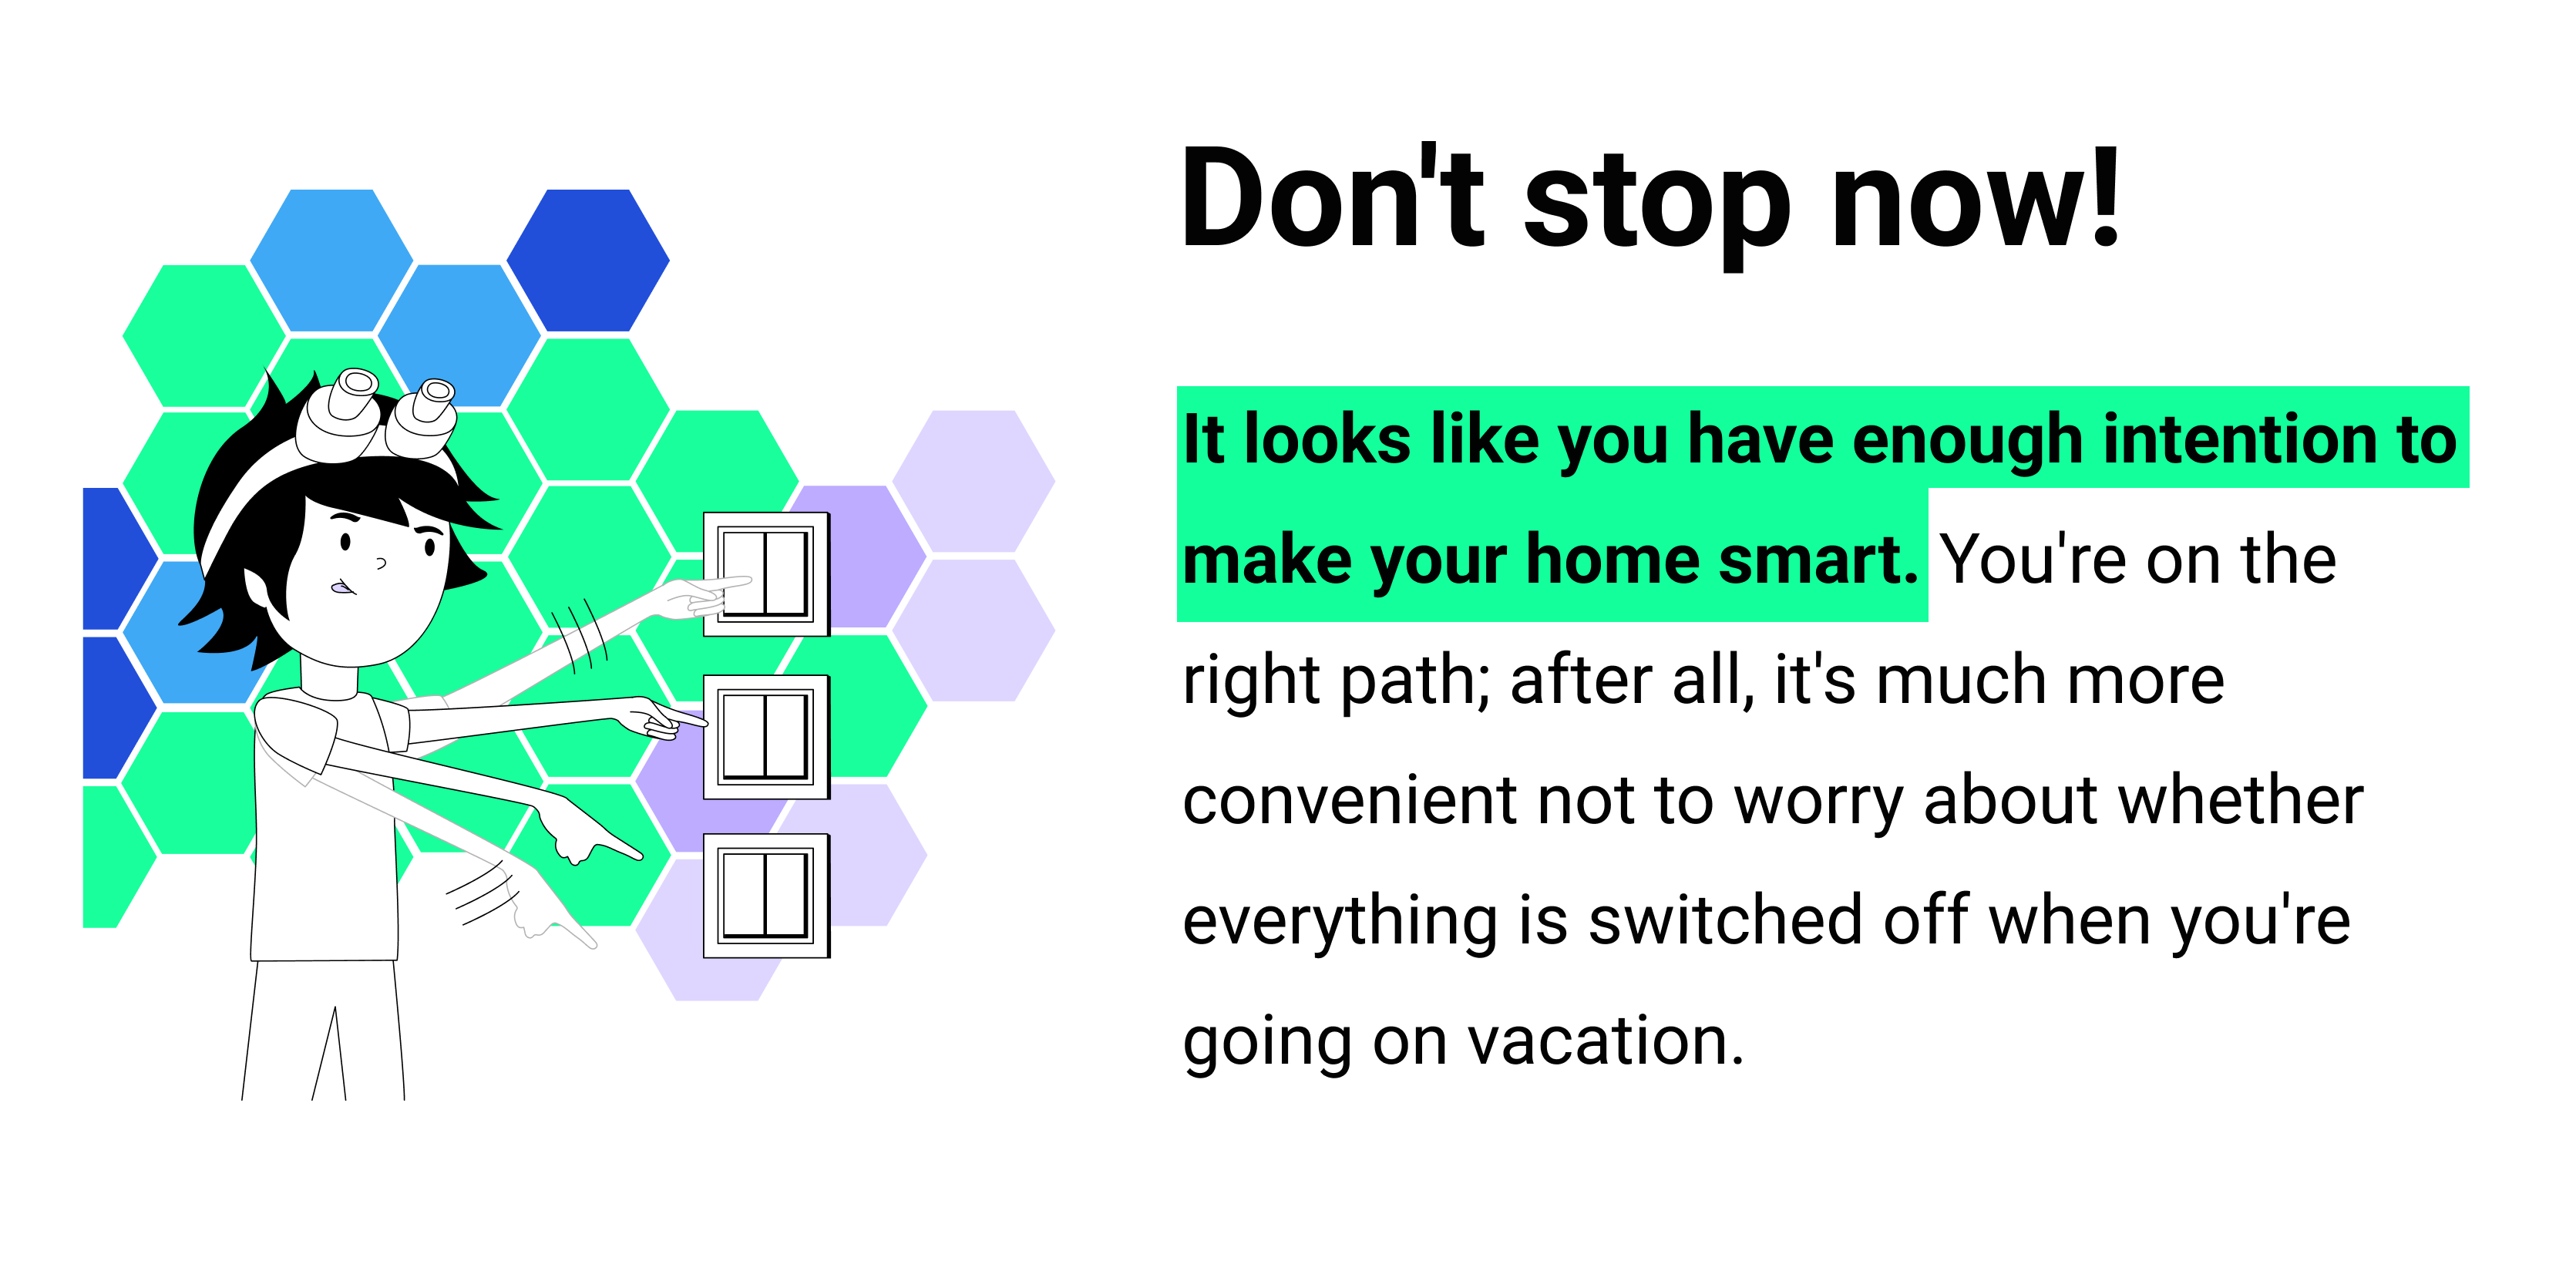 Don't stop now!
It looks like you have enough intention to
make your home smart. You're on the
right path; after all, it's much more
convenient not to worry about whether
everything is switched off when you're
going on vacation.